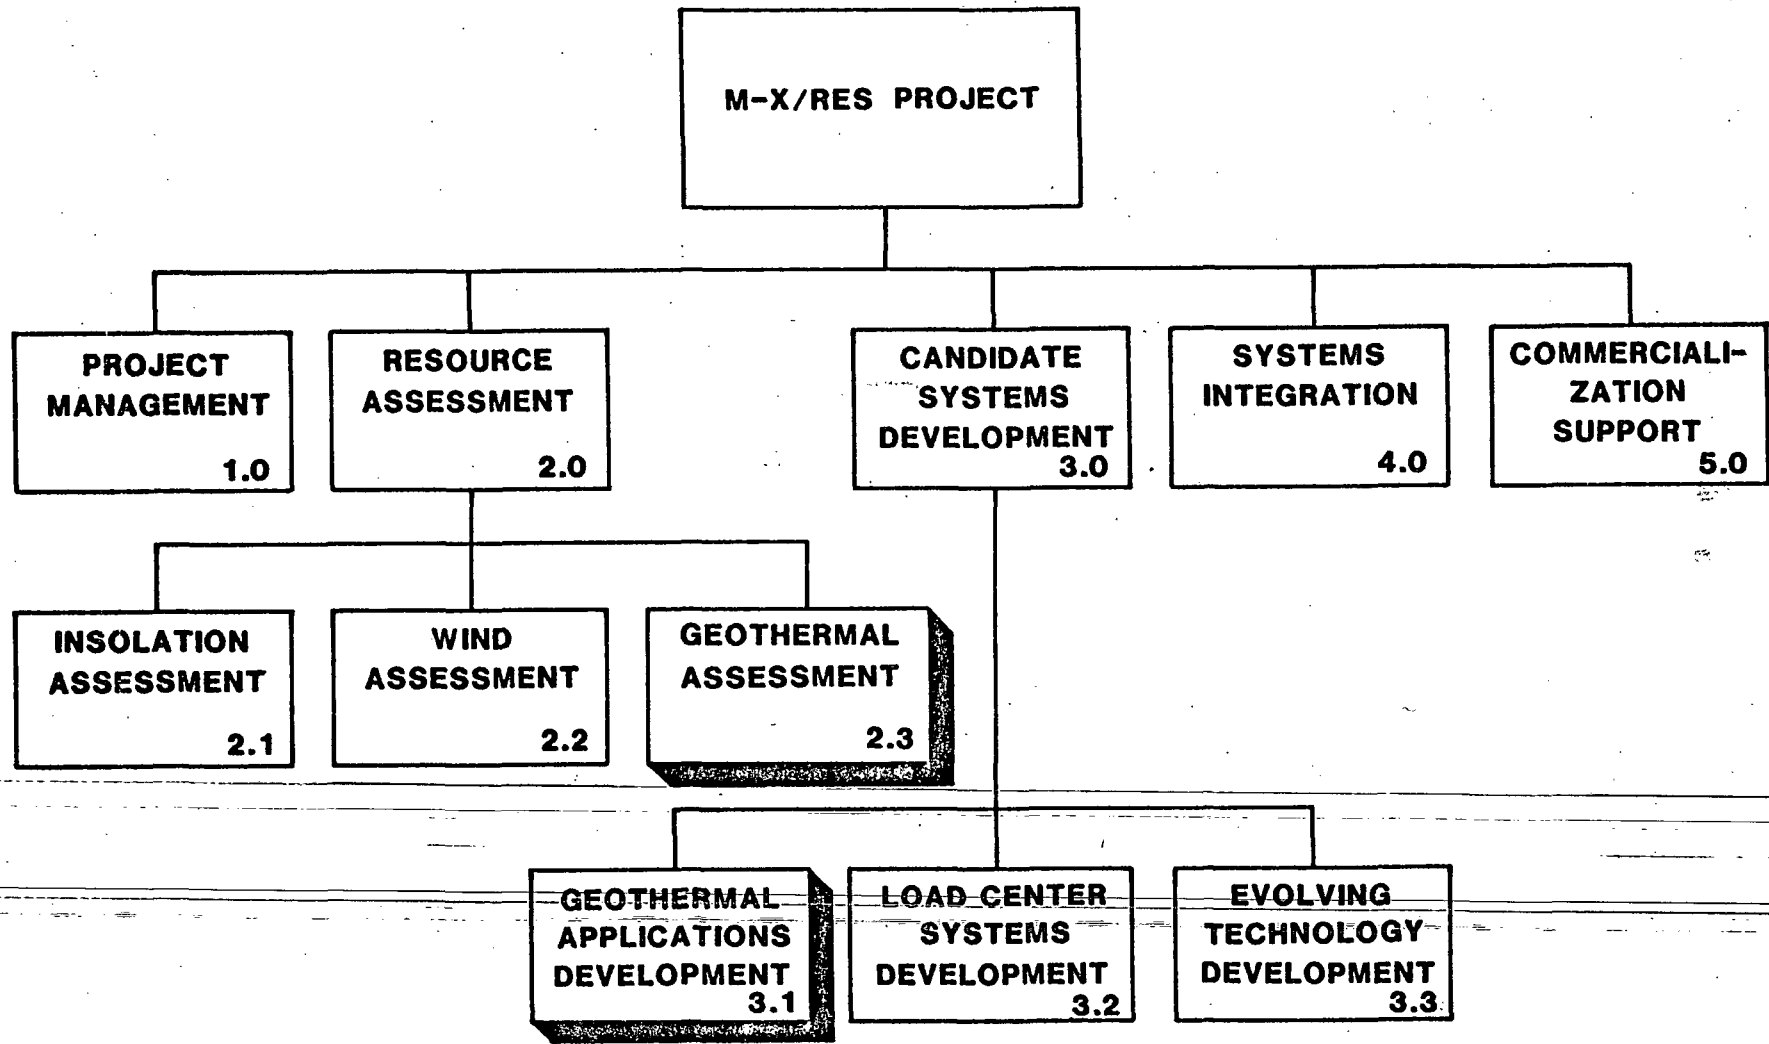 M-X/RES PROJECT
PROJECT
MANAGEMENT
1.0
RESOURCE
ASSESSMENT
2.0
CANDIDATE
SYSTEMS
DEVELOPMENT
3.0
SYSTEMS
INTEGRATION
4.0
COMMERCIALI-
ZATION
SUPPORT
5.0
INSOLATION
ASSESSMENT
2.1
WIND
ASSESSMENT
2.2
GEOTHERMAL
ASSESSMENT
2.3
GEOTHERMAL
APPLICATIONS
DEVELOPMENT
3.1
LOAD CENTER
SYSTEMS
DEVELOPMENT
3.2
EVOLVING
TECHNOLOGY
DEVELOPMENT
3.3